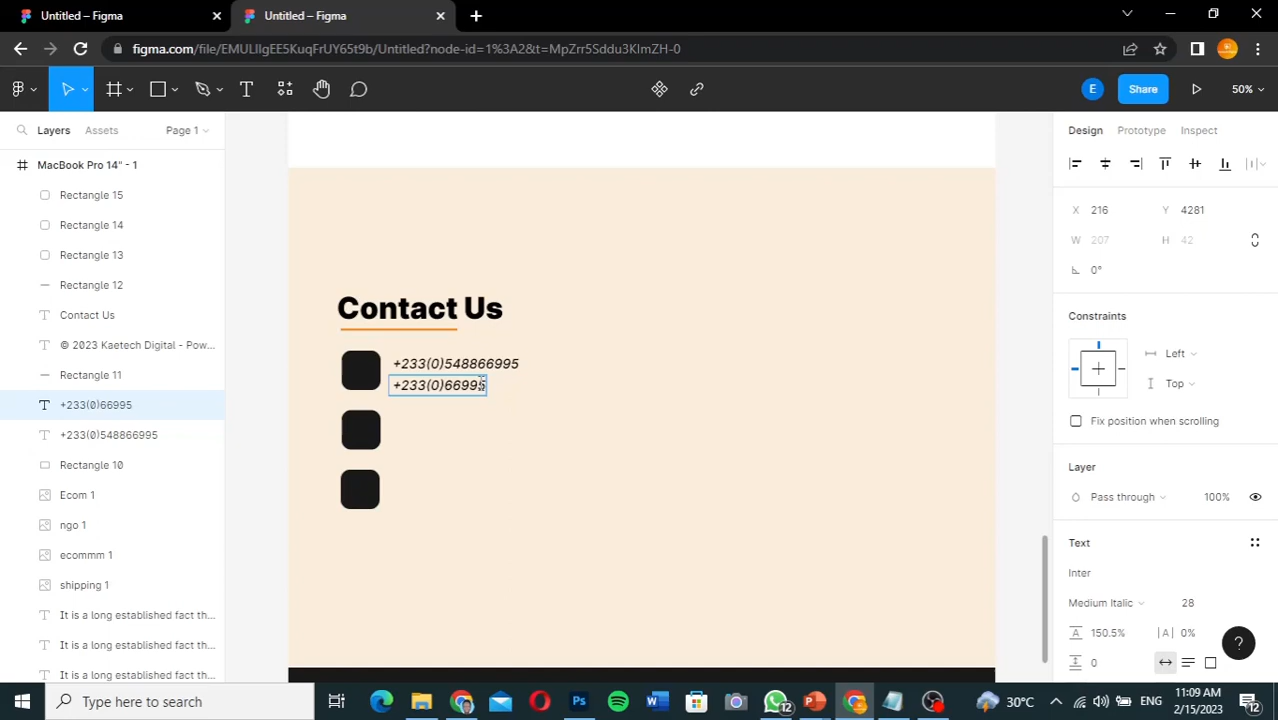 Untitled – Figma
Untitled – Figma
figma.com/file/EMULlIgEE5KuqFrUY65t9b/Untitled?node-id=1%3A2&t=MpZrr5Sddu3KlmZH-0
E
Share
50%
Layers
Assets
Page 1
Design
Prototype
Inspect
MacBook Pro 14" - 1
Rectangle 15
Rectangle 14
Rectangle 13
Rectangle 12
Contact Us
© 2023 Kaetech Digital - Pow...
Rectangle 11
+233(0)66995
+233(0)548866995
Rectangle 10
Ecom 1
ngo 1
ecommm 1
shipping 1
It is a long established fact th...
It is a long established fact th...
It is a long established fact th...
Contact Us
+233(0)548866995
+233(0)66995
X 216
Y 4281
W 207
H 42
0°
Constraints
Left
Top
Fix position when scrolling
Layer
Pass through
100%
Text
Inter
Medium Italic
28
150.5%
|A| 0%
0
?
Type here to search
Ps
12
30°C
ENG
11:09 AM
2/15/2023
12